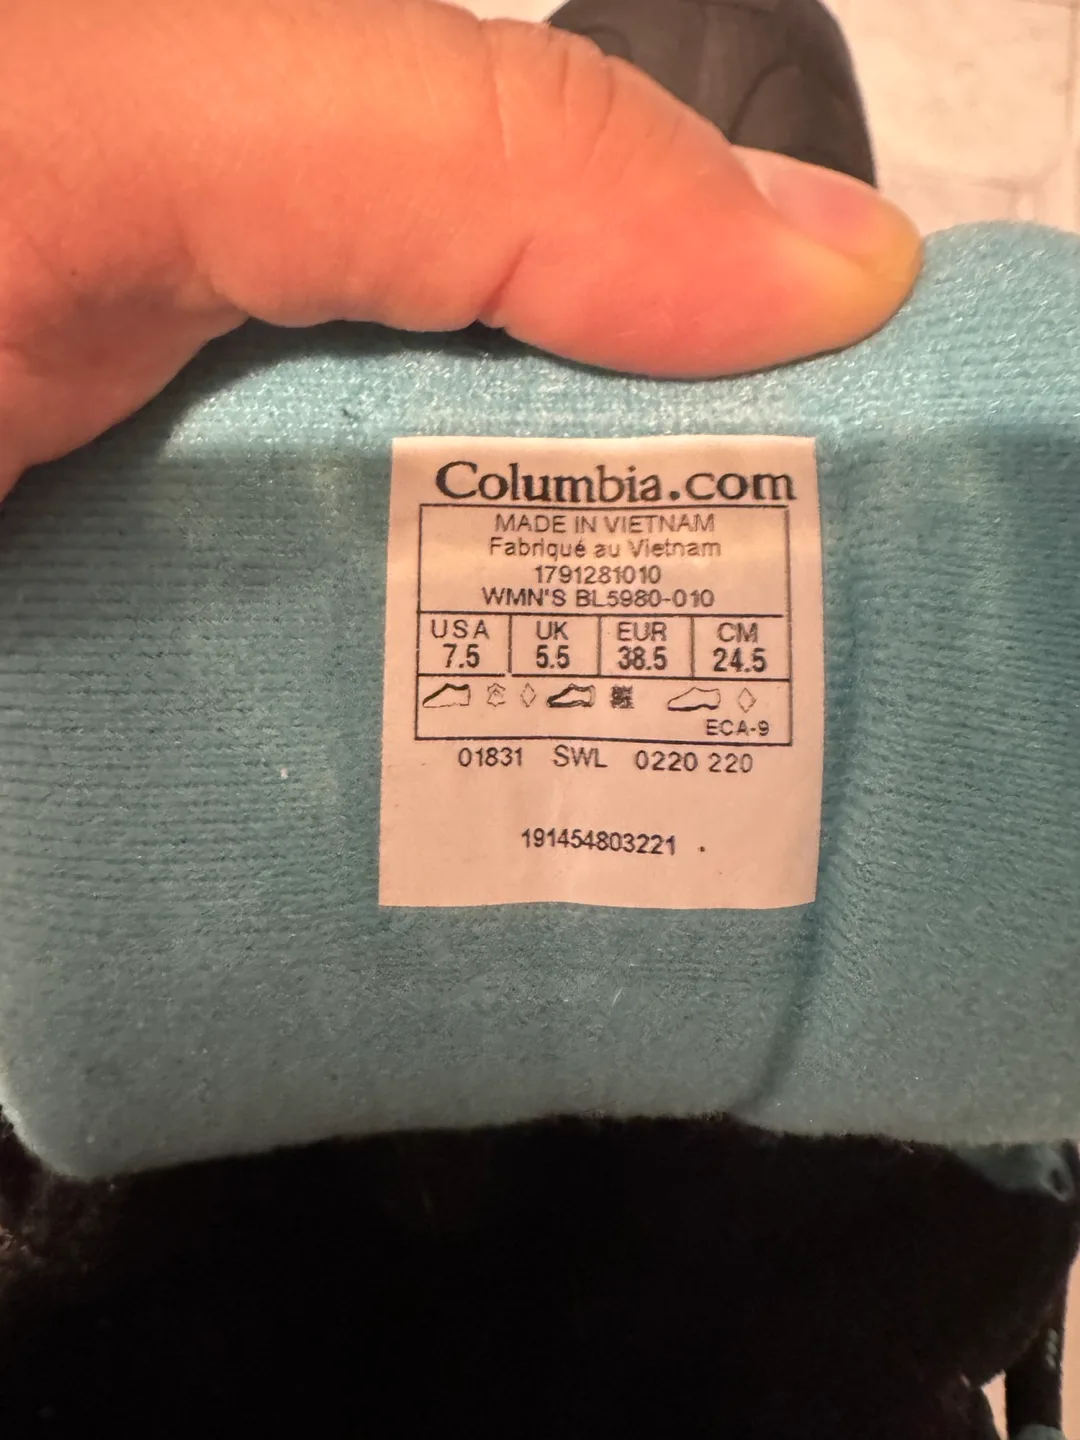 Columbia.com
MADE IN VIETNAM
Fabriqué au Vietnam
1791281010
WMN'S BL5980-010
USA UK EUR CM
7.5 5.5 38.5 24.5
ECA-9
01831 SWL 0220 220
191454803221 .